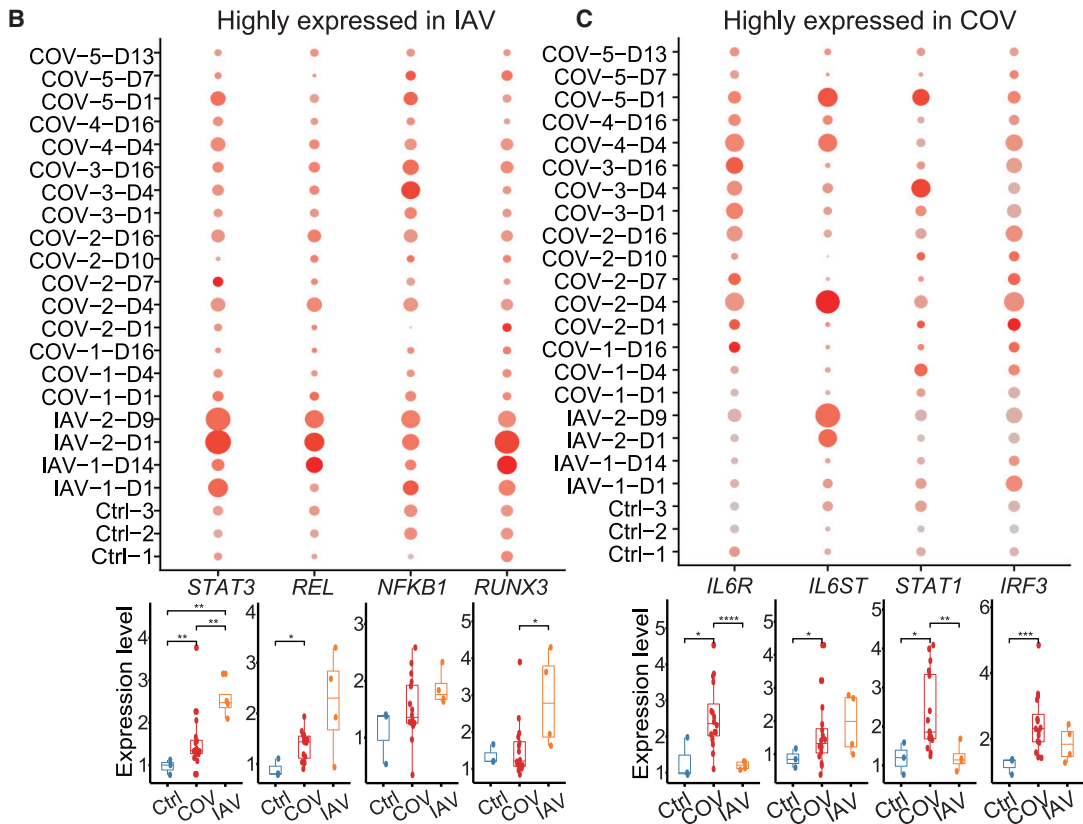 B Highly expressed in IAV
COV-5-D13
COV-5-D7
COV-5-D1
COV-4-D16
COV-4-D4
COV-3-D16
COV-3-D4
COV-3-D1
COV-2-D16
COV-2-D10
COV-2-D7
COV-2-D4
COV-2-D1
COV-1-D16
COV-1-D4
COV-1-D1
IAV-2-D9
IAV-2-D1
IAV-1-D14
IAV-1-D1
Ctrl-3
Ctrl-2
Ctrl-1
STAT3 REL NFKB1 RUNX3
Expression level
** ** **
4
3
2
1
*
4
3
2
1
3
2
1
*
4
3
2
1
Ctrl COV IAV Ctrl COV IAV Ctrl COV IAV Ctrl COV IAV
C Highly expressed in COV
COV-5-D13
COV-5-D7
COV-5-D1
COV-4-D16
COV-4-D4
COV-3-D16
COV-3-D4
COV-3-D1
COV-2-D16
COV-2-D10
COV-2-D7
COV-2-D4
COV-2-D1
COV-1-D16
COV-1-D4
COV-1-D1
IAV-2-D9
IAV-2-D1
IAV-1-D14
IAV-1-D1
Ctrl-3
Ctrl-2
Ctrl-1
IL6R IL6ST STAT1 IRF3
Expression level
* ****
5
4
3
2
1
*
4
3
2
1
* **
5
4
3
2
1
***
6
4
2
Ctrl COV IAV Ctrl COV IAV Ctrl COV IAV Ctrl COV IAV